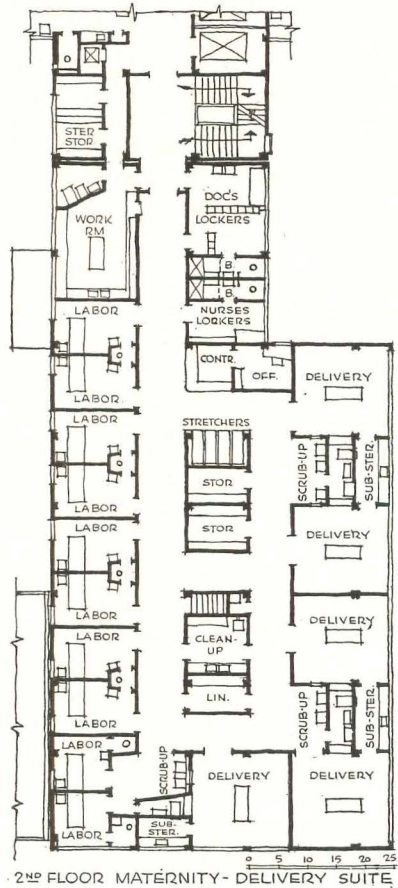 STER
STOR
DOC'S
LOCKERS
WORK
RM
B.
B.
LABOR
NURSES
LOCKERS
CONTR.
OFF.
DELIVERY
LABOR
LABOR
STRETCHERS
SCRUB-UP
SUB-STER.
STOR
LABOR
LABOR
STOR
DELIVERY
LABOR
LABOR
CLEAN-
UP
DELIVERY
LIN.
SCRUB-UP
SUB-STER.
LABOR
LABOR
SCRUB-UP
DELIVERY
DELIVERY
LABOR
SUB-
STER.
0 5 10 15 20 25
2ND FLOOR MATERNITY - DELIVERY SUITE